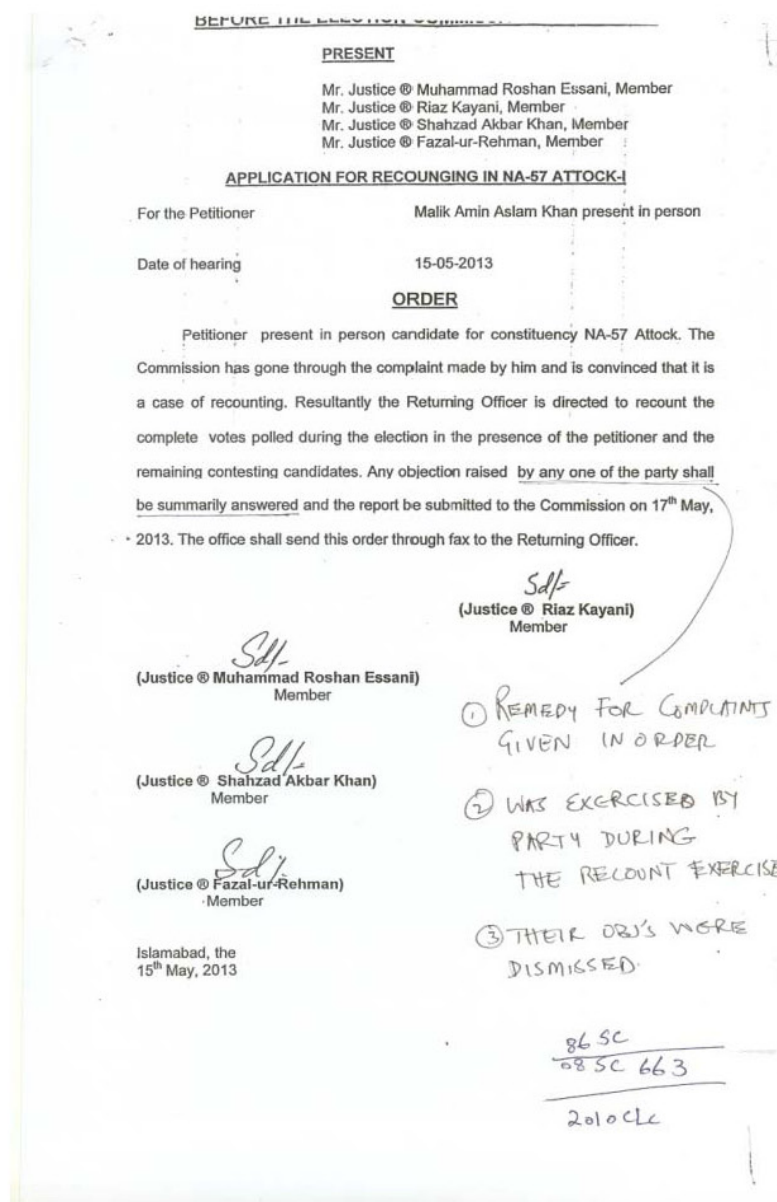 BEFORE THE ELECTION
PRESENT
Mr. Justice ® Muhammad Roshan Essani, Member
Mr. Justice ® Riaz Kayani, Member
Mr. Justice ® Shahzad Akbar Khan, Member
Mr. Justice ® Fazal-ur-Rehman, Member
APPLICATION FOR RECOUNGING IN NA-57 ATTOCK-I
For the Petitioner Malik Amin Aslam Khan present in person
Date of hearing 15-05-2013
ORDER
Petitioner present in person candidate for constituency NA-57 Attock. The
Commission has gone through the complaint made by him and is convinced that it is
a case of recounting. Resultantly the Returning Officer is directed to recount the
complete votes polled during the election in the presence of the petitioner and the
remaining contesting candidates. Any objection raised by any one of the party shall
be summarily answered and the report be submitted to the Commission on 17th May,
2013. The office shall send this order through fax to the Returning Officer.
Sd/-
(Justice ® Riaz Kayani)
Member
Sd/-
(Justice ® Muhammad Roshan Essani)
Member
Sd/-
(Justice ® Shahzad Akbar Khan)
Member
Sd/-
(Justice ® Fazal-ur-Rehman)
Member
Islamabad, the
15th May, 2013
① REMEDY FOR COMPLAINTS
GIVEN IN ORDER
② WAS EXERCISED BY
PARTY DURING
THE RECOUNT EXERCISE
③ THEIR OBJ'S WERE
DISMISSED.
86 SC
08 SC 663
2010 CLC